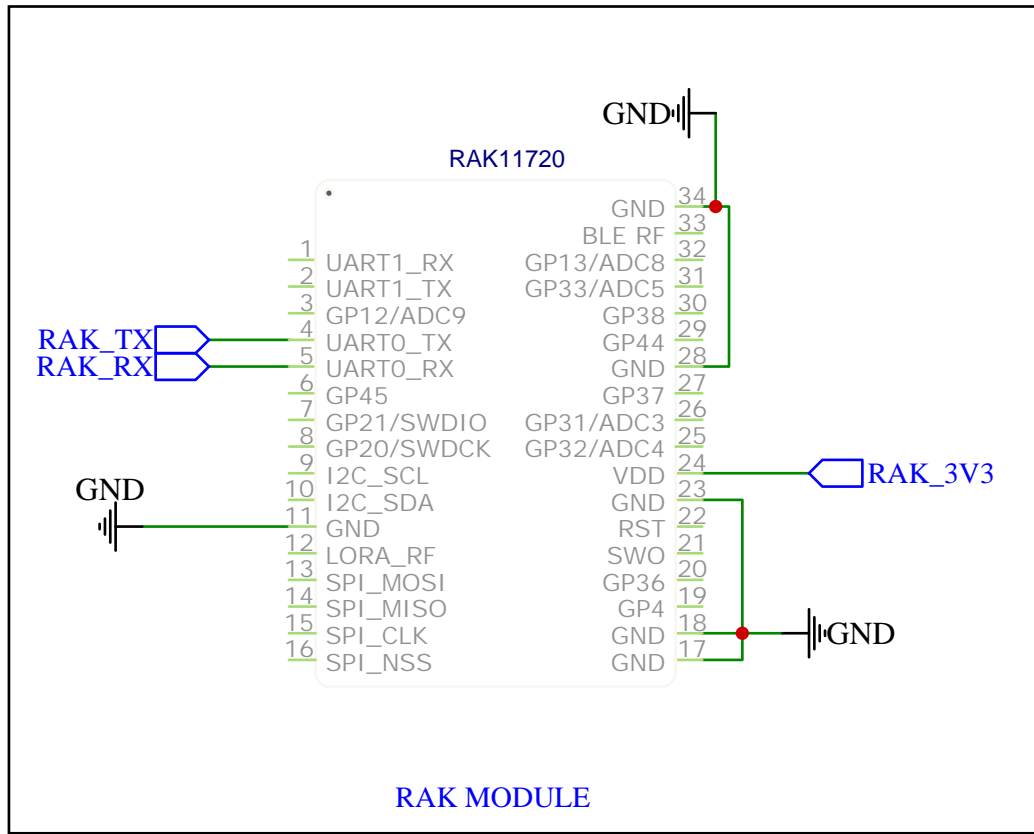 GND
RAK11720
34
GND
33
BLE RF
1
UART1_RX
32
GP13/ADC8
2
UART1_TX
31
GP33/ADC5
3
GP12/ADC9
30
GP38
RAK_TX
4
UART0_TX
29
GP44
RAK_RX
5
UART0_RX
28
GND
6
GP45
27
GP37
7
GP21/SWDIO
26
GP31/ADC3
8
GP20/SWDCK
25
GP32/ADC4
9
I2C_SCL
24
VDD
RAK_3V3
GND
10
I2C_SDA
23
GND
11
GND
22
RST
12
LORA_RF
21
SWO
13
SPI_MOSI
20
GP36
14
SPI_MISO
19
GP4
15
SPI_CLK
18
GND
GND
16
SPI_NSS
17
GND
RAK MODULE